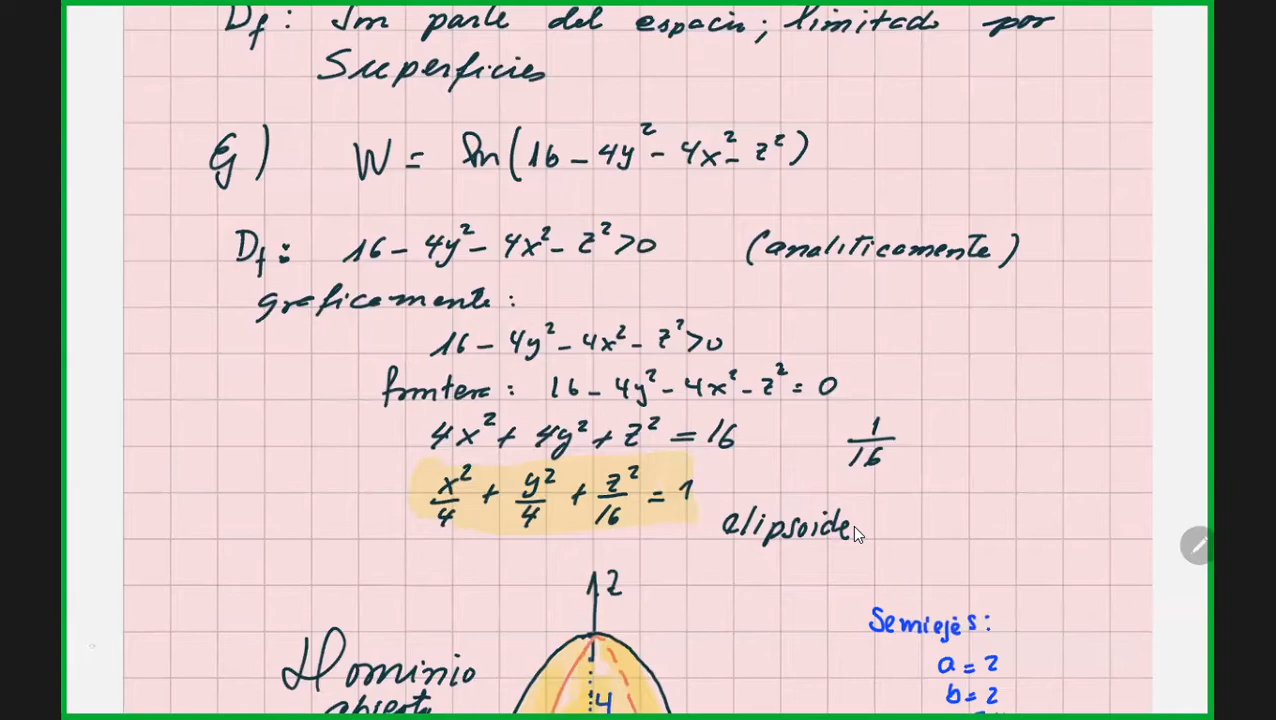 Df: Sm parte del espacio; limitado por
Superficies
Ej) W = ln(16 - 4y² - 4x² - z²)
Df: 16 - 4y² - 4x² - z² > 0 (analiticamente)
graficamente:
16 - 4y² - 4x² - z² > 0
frontera: 16 - 4y² - 4x² - z² = 0
4x² + 4y² + z² = 16 1/16
x²/4 + y²/4 + z²/16 = 1
elipsoide
z
Semiejes:
Dominio
a = 2
abierto
b = 2
4